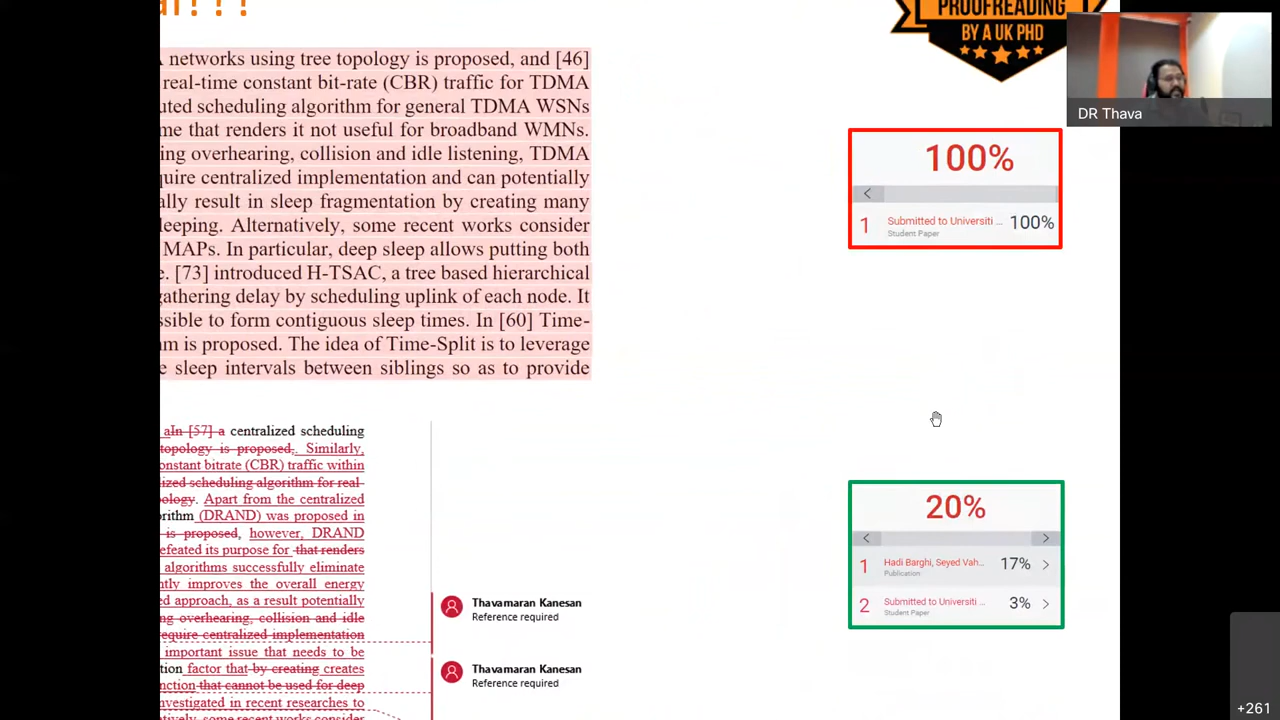 PROOFREADING
BY A UK PHD
DR Thava
networks using tree topology is proposed, and [46]
real-time constant bit-rate (CBR) traffic for TDMA
uted scheduling algorithm for general TDMA WSNs
me that renders it not useful for broadband WMNs.
ing overhearing, collision and idle listening, TDMA
uire centralized implementation and can potentially
ally result in sleep fragmentation by creating many
leeping. Alternatively, some recent works consider
MAPs. In particular, deep sleep allows putting both
e. [73] introduced H-TSAC, a tree based hierarchical
gathering delay by scheduling uplink of each node. It
ssible to form contiguous sleep times. In [60] Time-
m is proposed. The idea of Time-Split is to leverage
e sleep intervals between siblings so as to provide
100%
1 Submitted to Universiti ... 100%
Student Paper
aIn [57] a centralized scheduling
topology is proposed,. Similarly,
onstant bitrate (CBR) traffic within
ized scheduling algorithm for real-
ology. Apart from the centralized
orithm (DRAND) was proposed in
is proposed, however, DRAND
efeated its purpose for that renders
algorithms successfully eliminate
ntly improves the overall energy
ed approach, as a result potentially
ng overhearing, collision and idle
require centralized implementation
important issue that needs to be
tion factor that by creating creates
nction that cannot be used for deep
nvestigated in recent researches to
atively, some recent works consider
Thavamaran Kanesan
Reference required
Thavamaran Kanesan
Reference required
20%
1 Hadi Barghi, Seyed Vah... 17%
Publication
2 Submitted to Universiti ... 3%
Student Paper
+261